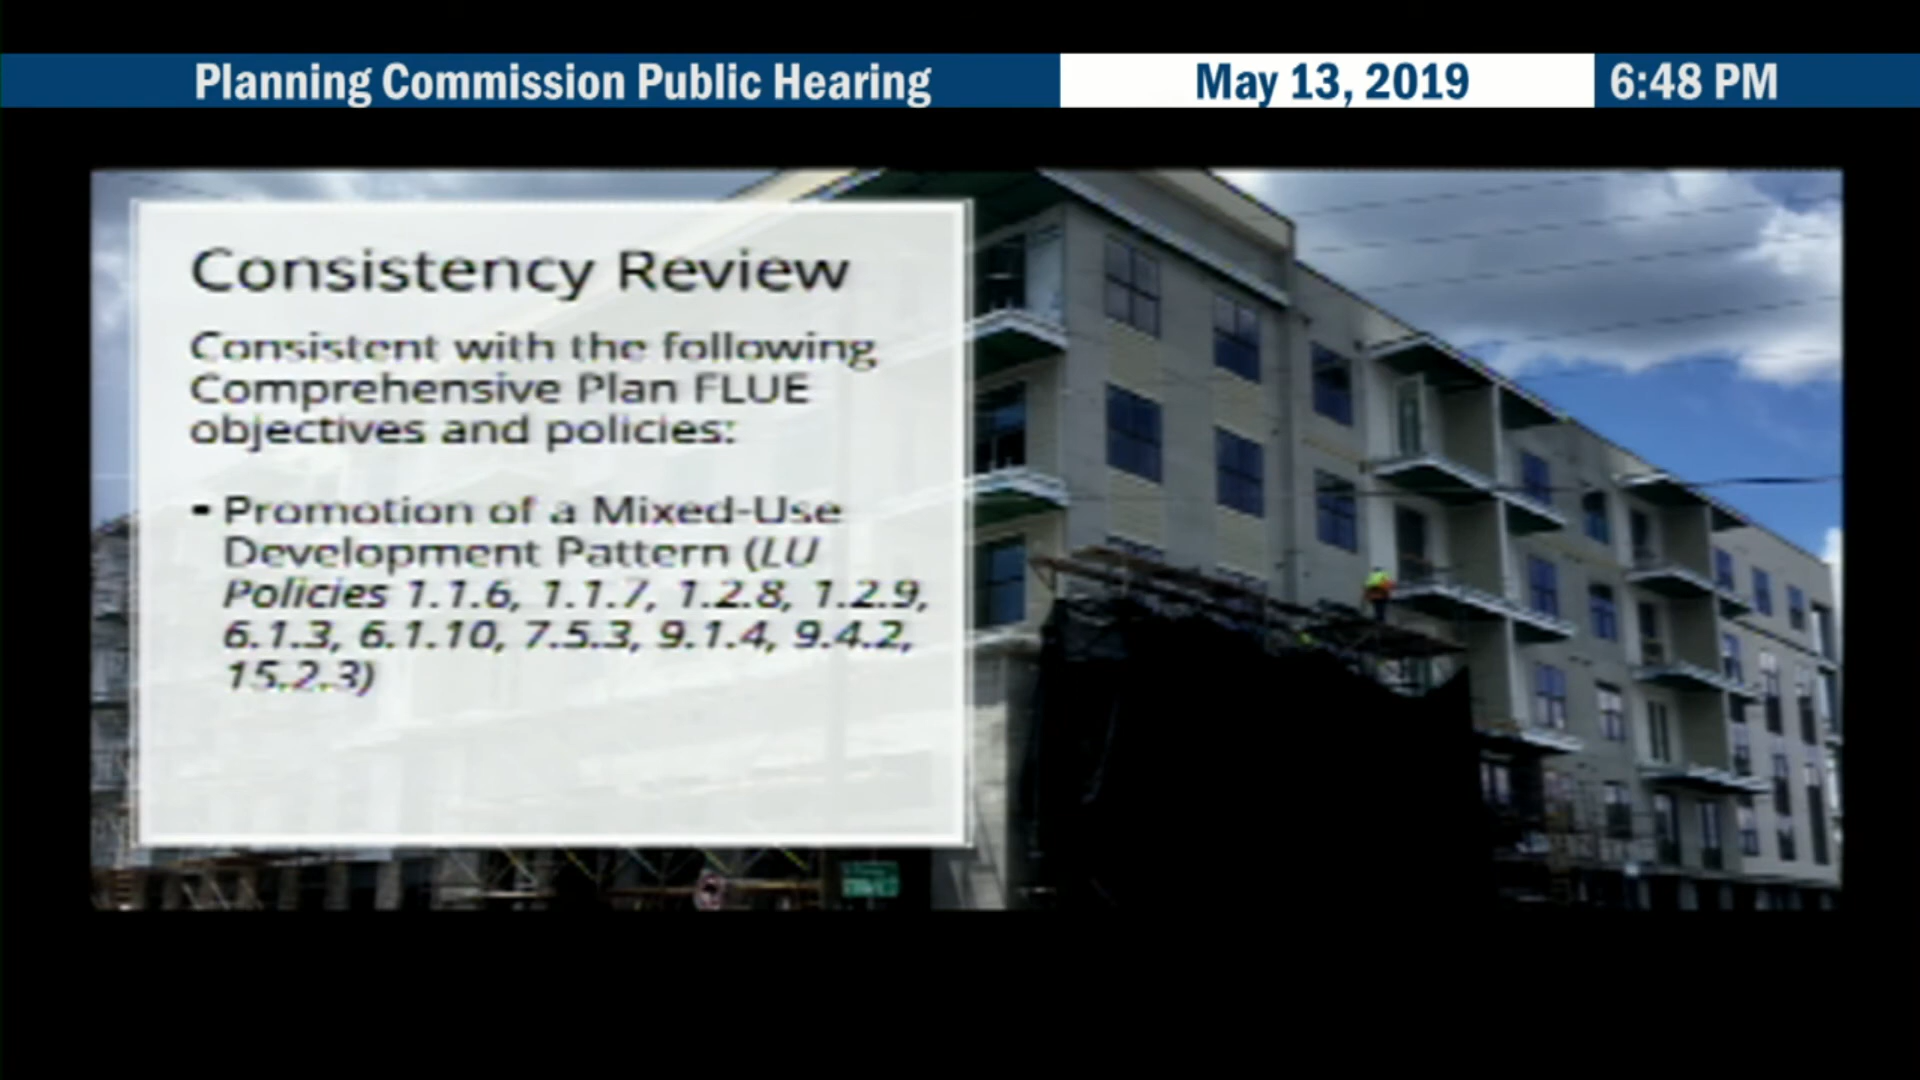 Planning Commission Public Hearing
May 13, 2019
6:48 PM
Consistency Review
Consistent with the following
Comprehensive Plan FLUE
objectives and policies:
▪ Promotion of a Mixed-Use
Development Pattern (LU
Policies 1.1.6, 1.1.7, 1.2.8, 1.2.9,
6.1.3, 6.1.10, 7.5.3, 9.1.4, 9.4.2,
15.2.3)